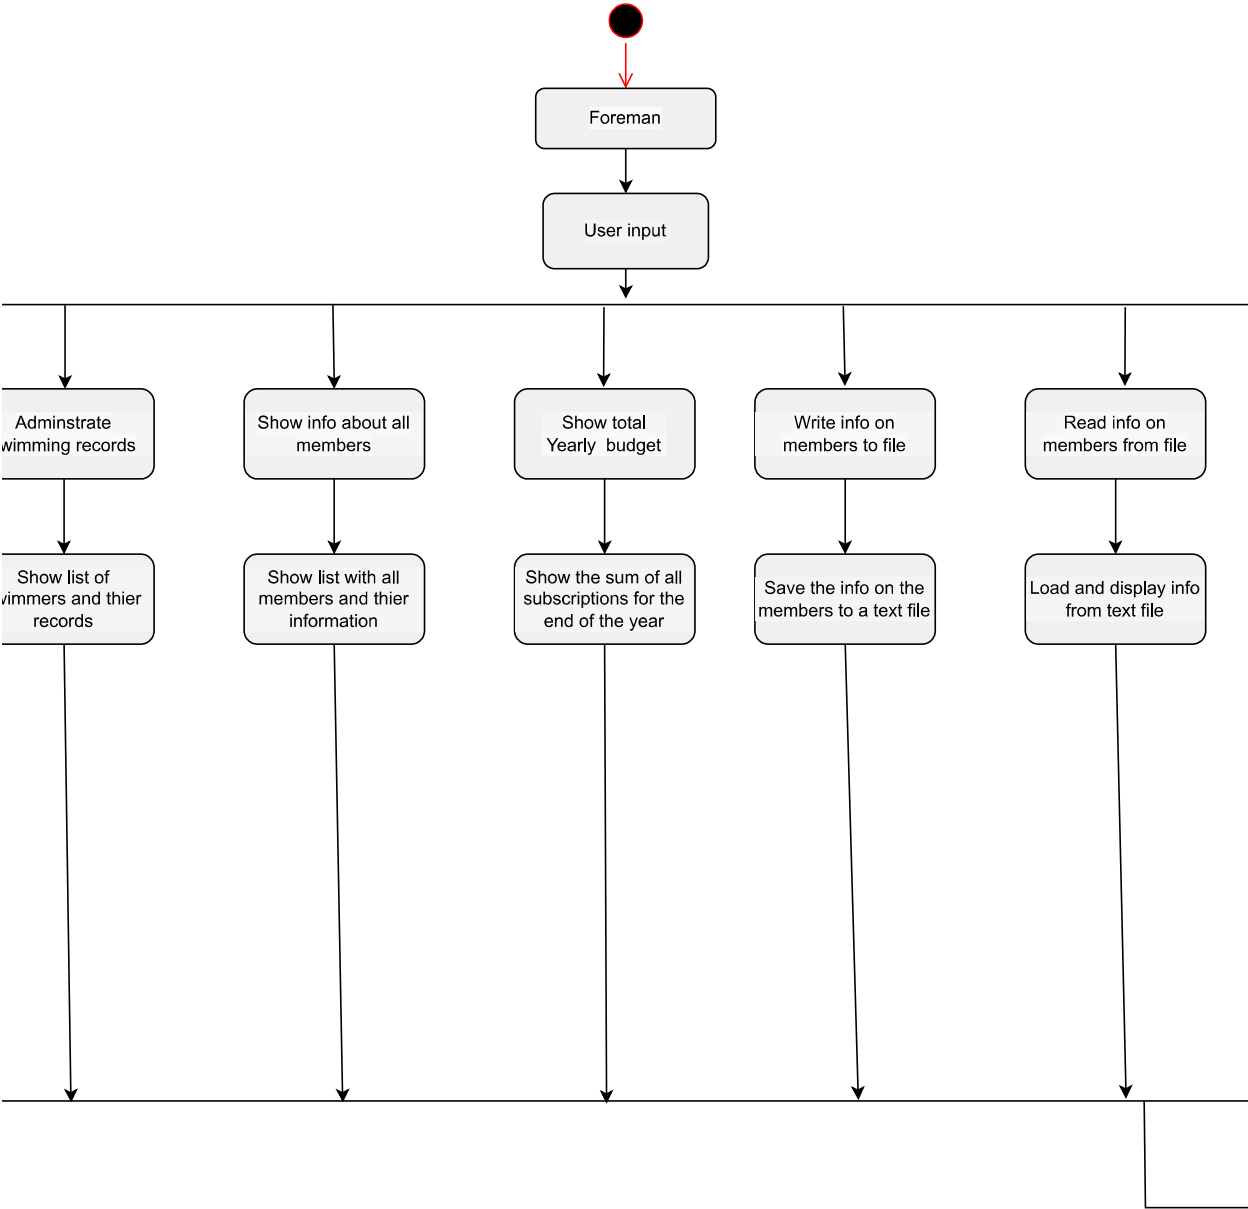 Foreman
User input
Adminstrate
wimming records
Show info about all
members
Show total
Yearly budget
Write info on
members to file
Read info on
members from file
Show list of
wimmers and thier
records
Show list with all
members and thier
information
Show the sum of all
subscriptions for the
end of the year
Save the info on the
members to a text file
Load and display info
from text file